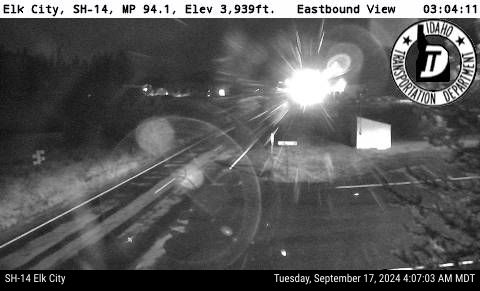 Elk City, SH-14, MP 94.1, Elev 3,939ft. Eastbound View 03:04:11
IDAHO
TRANSPORTATION DEPARTMENT
SH-14 Elk City Tuesday, September 17, 2024 4:07:03 AM MDT